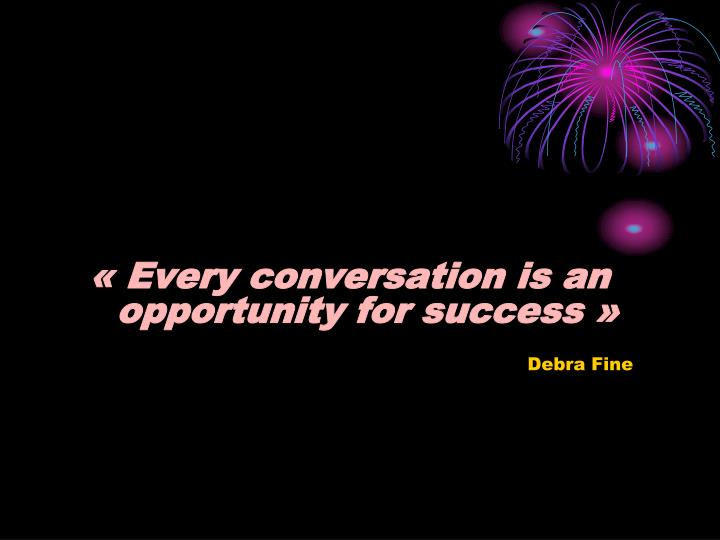 « Every conversation is an
opportunity for success »
Debra Fine